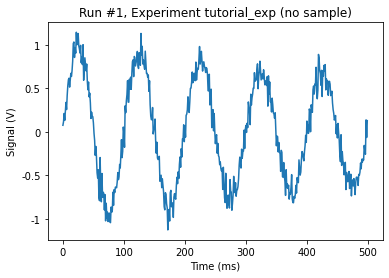 Run #1, Experiment tutorial_exp (no sample)
1
0.5
0
-0.5
-1
Signal (V)
0 100 200 300 400 500
Time (ms)